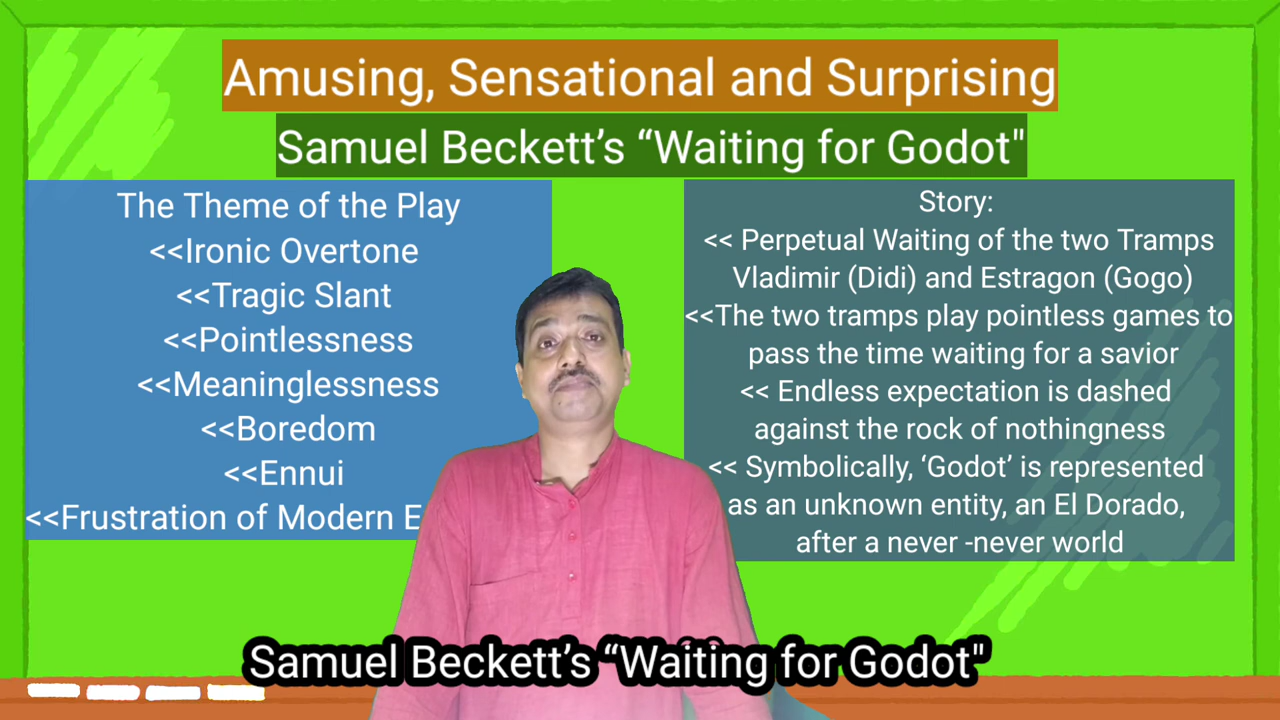 Amusing, Sensational and Surprising
Samuel Beckett’s “Waiting for Godot"
The Theme of the Play
<<Ironic Overtone
<<Tragic Slant
<<Pointlessness
<<Meaninglessness
<<Boredom
<<Ennui
<<Frustration of Modern
Story:
<< Perpetual Waiting of the two Tramps
Vladimir (Didi) and Estragon (Gogo)
<<The two tramps play pointless games to
pass the time waiting for a savior
<< Endless expectation is dashed
against the rock of nothingness
<< Symbolically, ‘Godot’ is represented
as an unknown entity, an El Dorado,
after a never -never world
Samuel Beckett’s “Waiting for Godot"